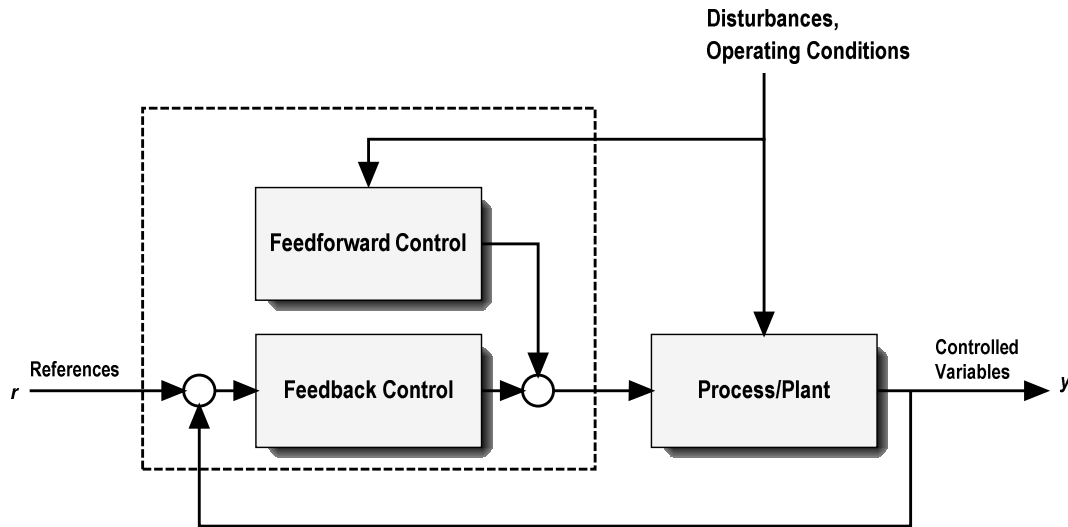 Disturbances,
Operating Conditions
Feedforward Control
References
r
Feedback Control
Process/Plant
Controlled
Variables
y